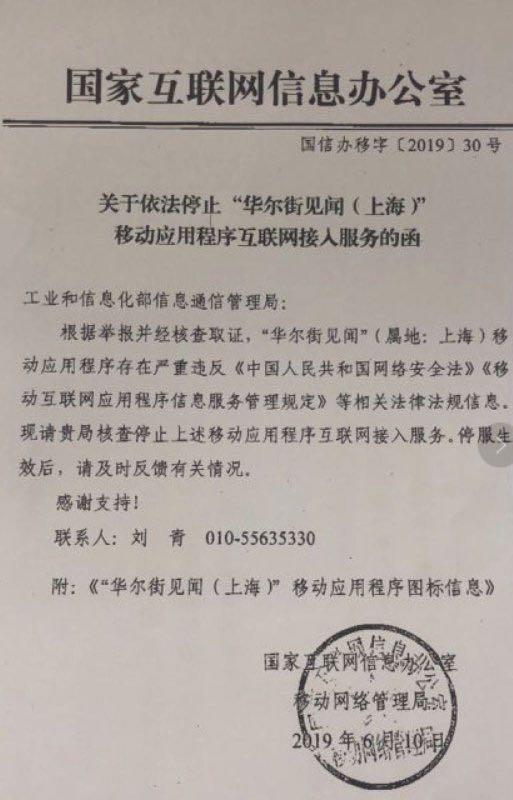 国家互联网信息办公室
国信办移字〔2019〕30号
关于依法停止“华尔街见闻（上海）”
移动应用程序互联网接入服务的函
工业和信息化部信息通信管理局：
根据举报并经核查取证，“华尔街见闻”（属地：上海）移
动应用程序存在严重违反《中国人民共和国网络安全法》《移
动互联网应用程序信息服务管理规定》等相关法律法规信息。
现请贵局核查停止上述移动应用程序互联网接入服务。停服生
效后，请及时反馈有关情况。
感谢支持！
联系人：刘 青 010-55635330
附：《“华尔街见闻（上海）”移动应用程序图标信息》
国家互联网信息办公室
移动网络管理局
2019 年 6 月 10 日
移动网络管理局